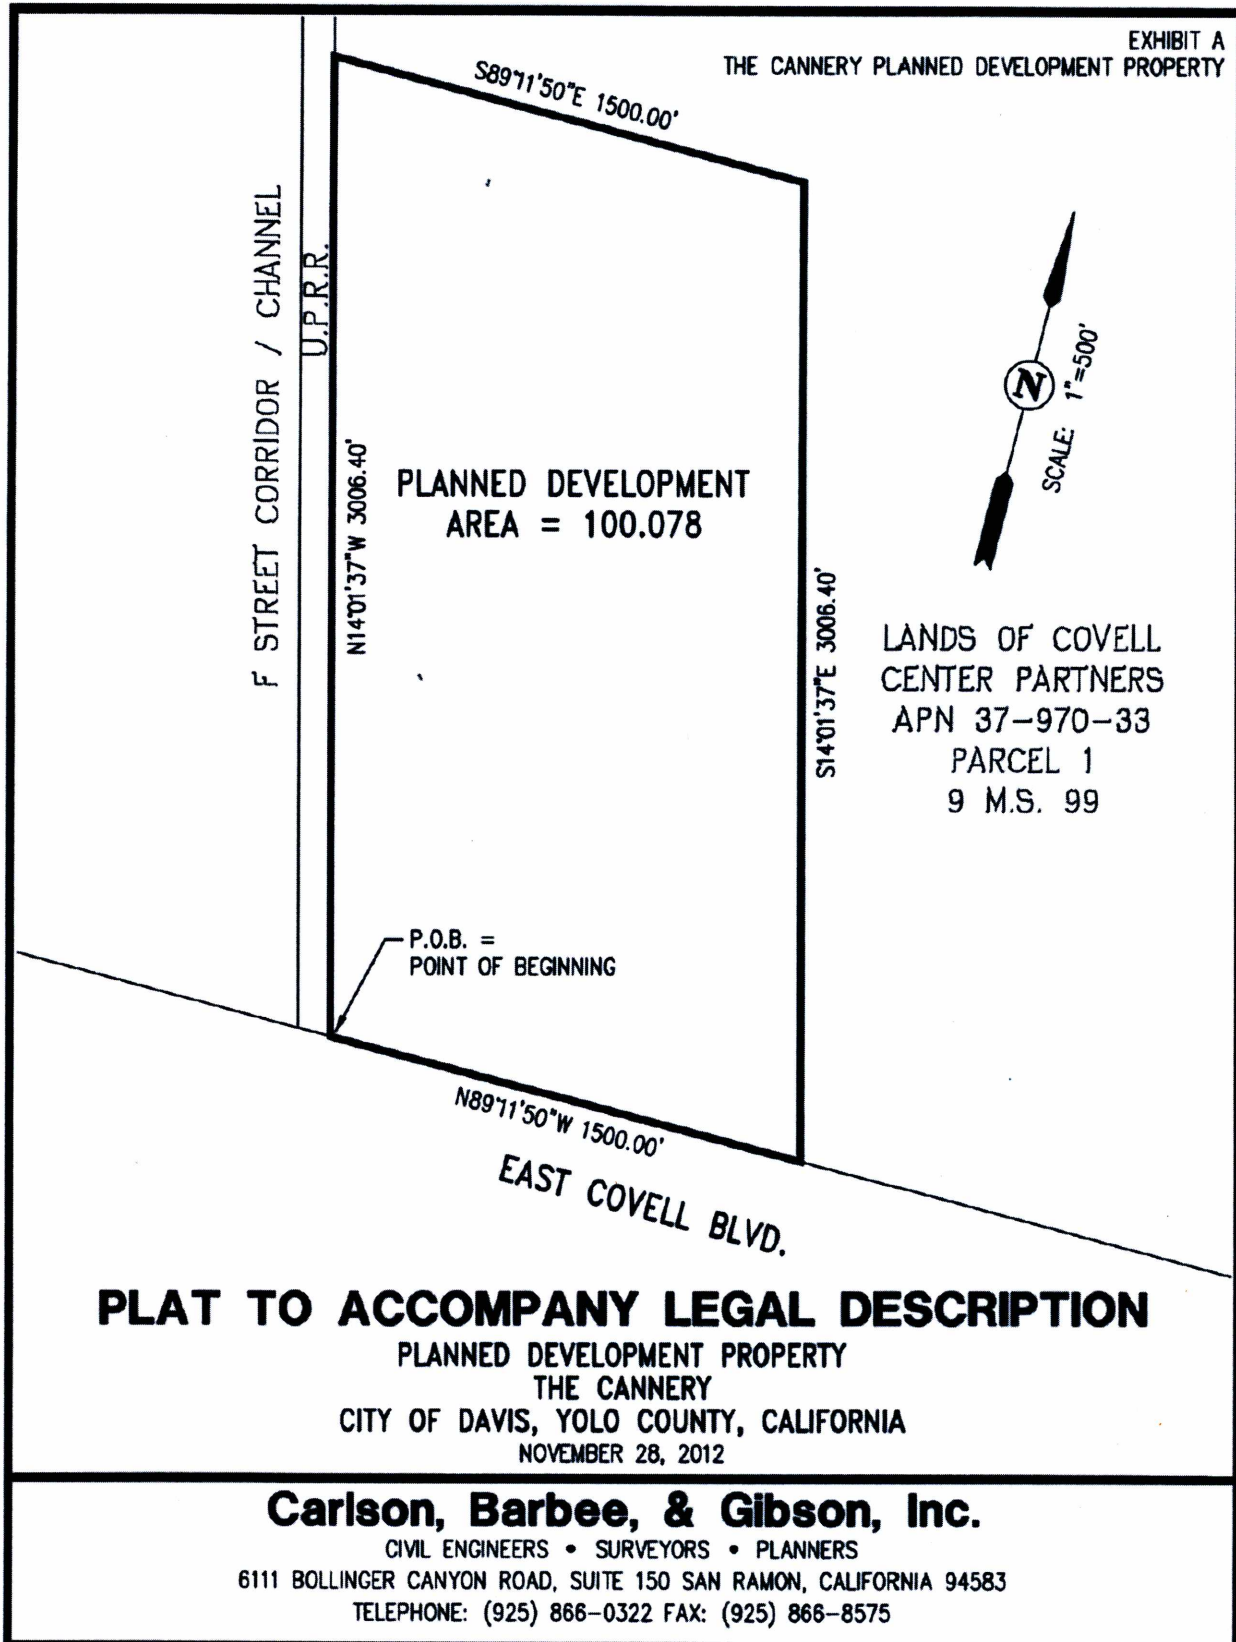 EXHIBIT A
THE CANNERY PLANNED DEVELOPMENT PROPERTY
S89°11'50"E 1500.00'
F STREET CORRIDOR / CHANNEL
U.P.R.R.
N14°01'37"W 3006.40'
PLANNED DEVELOPMENT
AREA = 100.078
N
SCALE: 1"=500'
S14°01'37"E 3006.40'
LANDS OF COVELL
CENTER PARTNERS
APN 37-970-33
PARCEL 1
9 M.S. 99
P.O.B. =
POINT OF BEGINNING
N89°11'50"W 1500.00'
EAST COVELL BLVD.
PLAT TO ACCOMPANY LEGAL DESCRIPTION
PLANNED DEVELOPMENT PROPERTY
THE CANNERY
CITY OF DAVIS, YOLO COUNTY, CALIFORNIA
NOVEMBER 28, 2012
Carlson, Barbee, & Gibson, Inc.
CIVIL ENGINEERS • SURVEYORS • PLANNERS
6111 BOLLINGER CANYON ROAD, SUITE 150 SAN RAMON, CALIFORNIA 94583
TELEPHONE: (925) 866-0322 FAX: (925) 866-8575